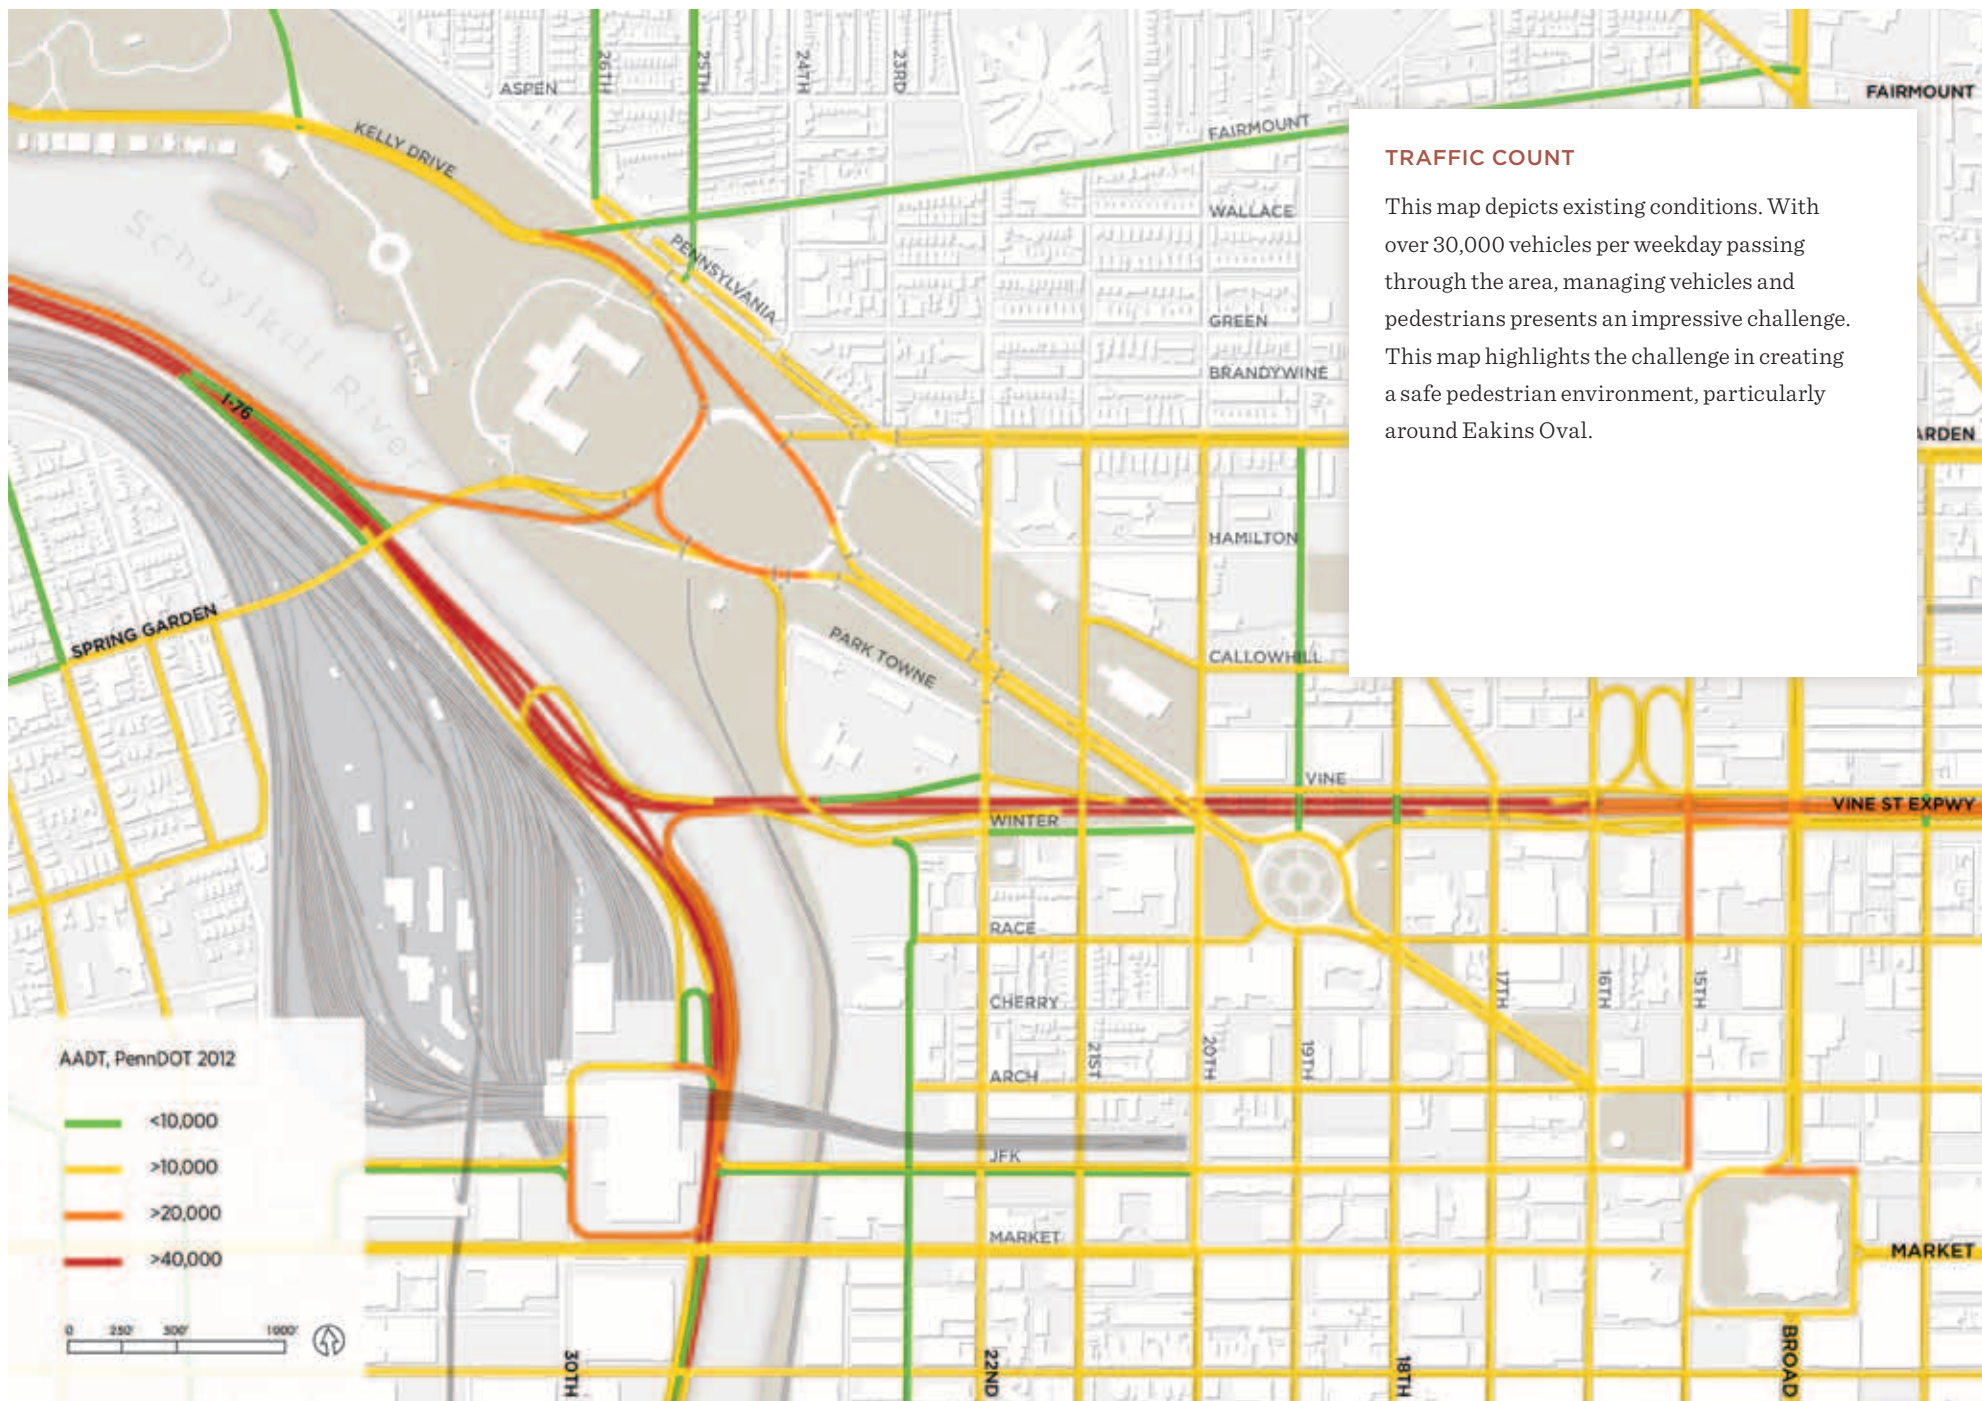 ASPEN
26TH
25TH
24TH
23RD
FAIRMOUNT
FAIRMOUNT
KELLY DRIVE
TRAFFIC COUNT
This map depicts existing conditions. With
over 30,000 vehicles per weekday passing
through the area, managing vehicles and
pedestrians presents an impressive challenge.
This map highlights the challenge in creating
a safe pedestrian environment, particularly
around Eakins Oval.
WALLACE
PENNSYLVANIA
Schuylkill River
GREEN
BRANDYWINE
I-76
ARDEN
HAMILTON
SPRING GARDEN
PARK TOWNE
CALLOWHILL
VINE
VINE ST EXPWY
WINTER
RACE
CHERRY
17TH
16TH
15TH
21ST
20TH
19TH
ARCH
JFK
MARKET
MARKET
AADT, PennDOT 2012
<10,000
>10,000
>20,000
>40,000
0 250' 500' 1000'
30TH
22ND
18TH
BROAD